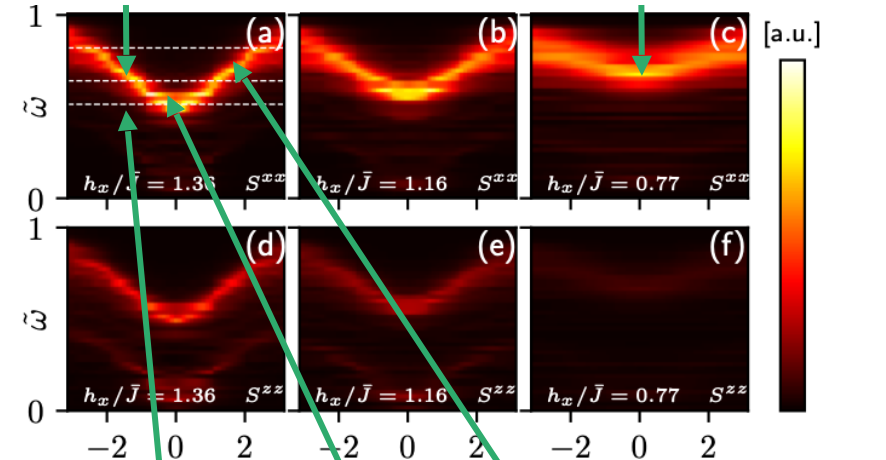 1 (a) (b) (c) [a.u.]
ω̃
h_x/J̄ = 1.36 S^{xx} h_x/J̄ = 1.16 S^{xx} h_x/J̄ = 0.77 S^{xx}
0
1 (d) (e) (f)
ω̃
h_x/J̄ = 1.36 S^{zz} h_x/J̄ = 1.16 S^{zz} h_x/J̄ = 0.77 S^{zz}
0
−2 0 2 −2 0 2 −2 0 2